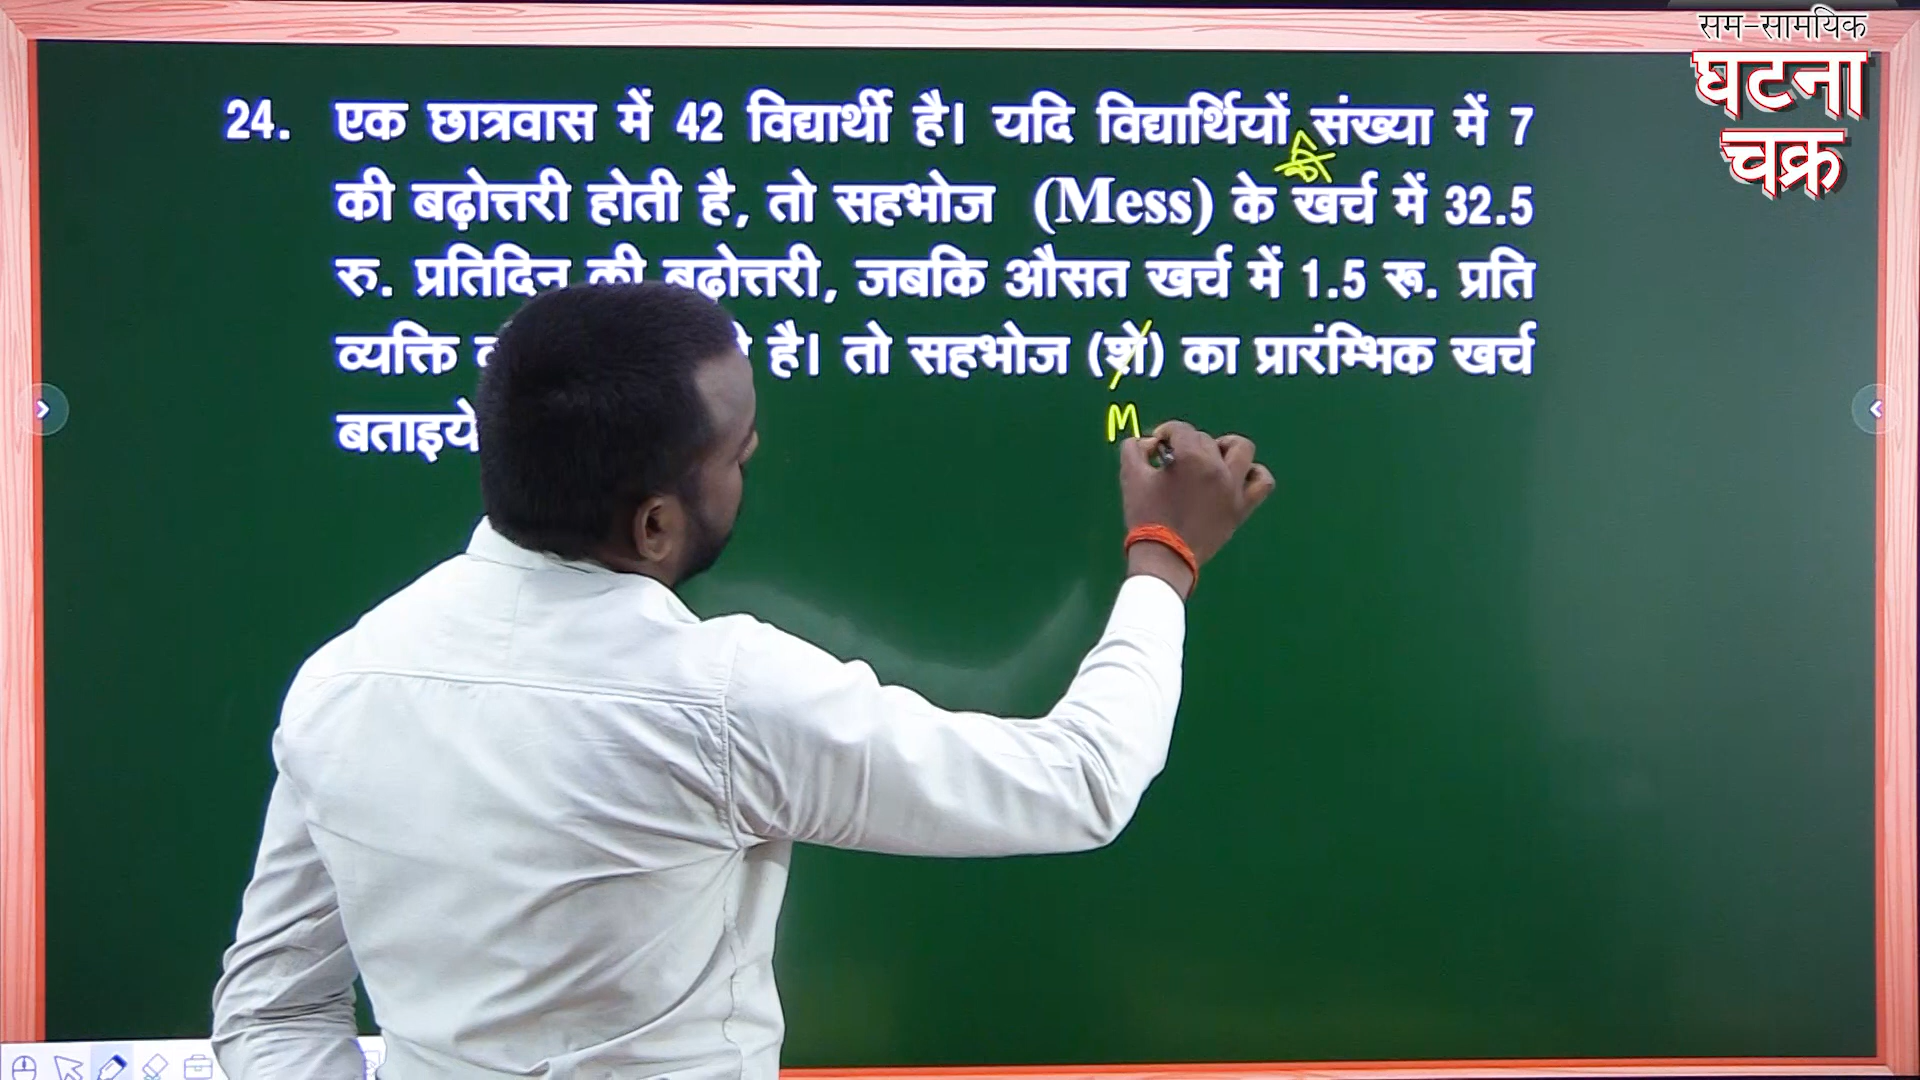 सम-सामयिक
घटना
चक्र
24. एक छात्रवास में 42 विद्यार्थी है। यदि विद्यार्थियों संख्या में 7
की बढ़ोत्तरी होती है, तो सहभोज (Mess) के खर्च में 32.5
रु. प्रतिदिन की बढ़ोत्तरी, जबकि औसत खर्च में 1.5 रू. प्रति
व्यक्ति है। तो सहभोज (शे) का प्रारंम्भिक खर्च
बताइये
M